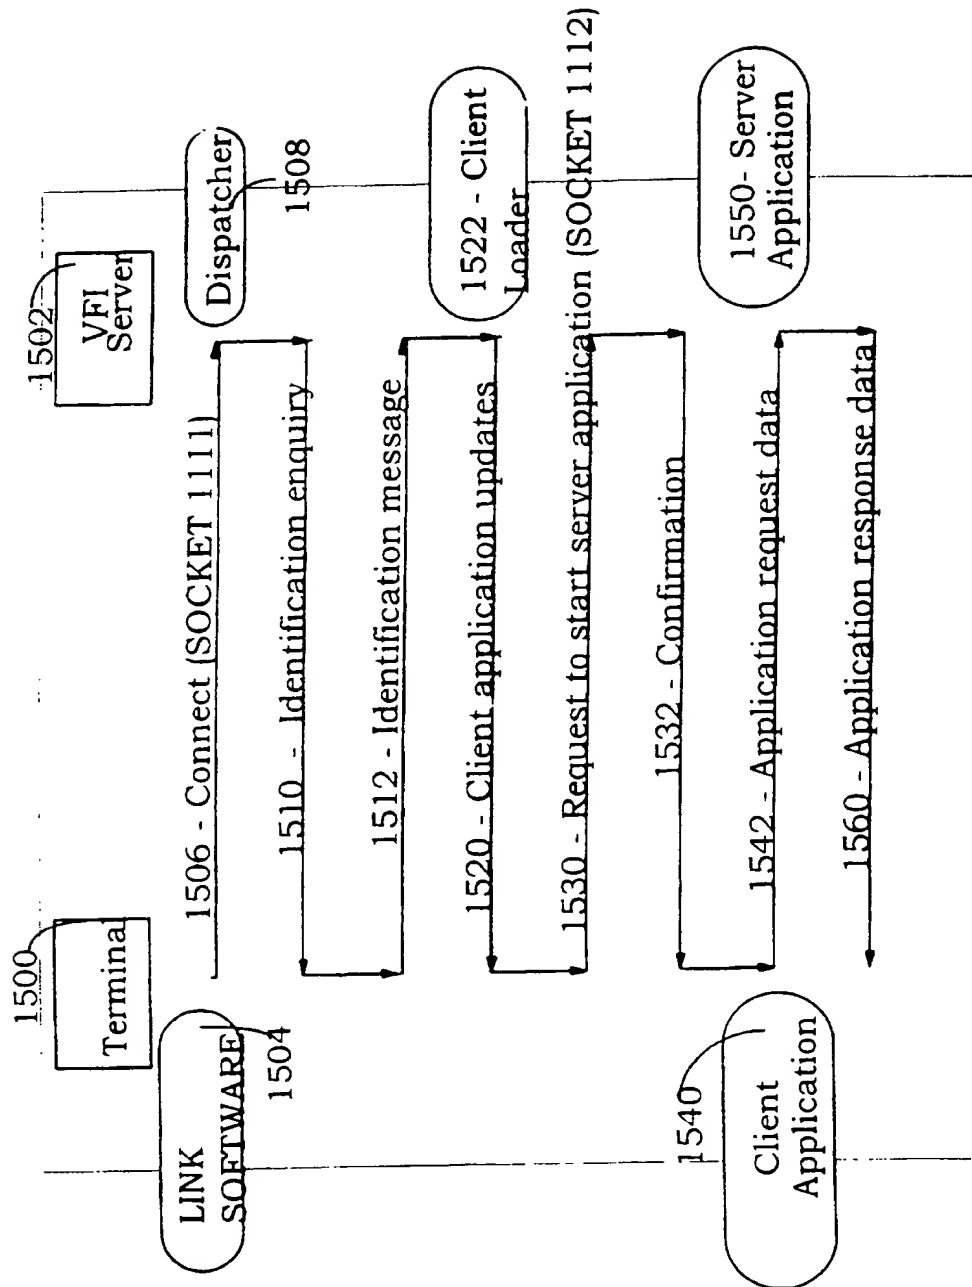 1500
1502
Terminal
VFI
Server
LINK
SOFTWARE
1504
1506 - Connect (SOCKET 1111)
Dispatcher
1508
1510 - Identification enquiry
1512 - Identification message
1520 - Client application updates
1522 - Client
Loader
1530 - Request to start server application (SOCKET 1112)
1532 - Confirmation
1540
Client
Application
1542 - Application request data
1550- Server
Application
1560 - Application response data